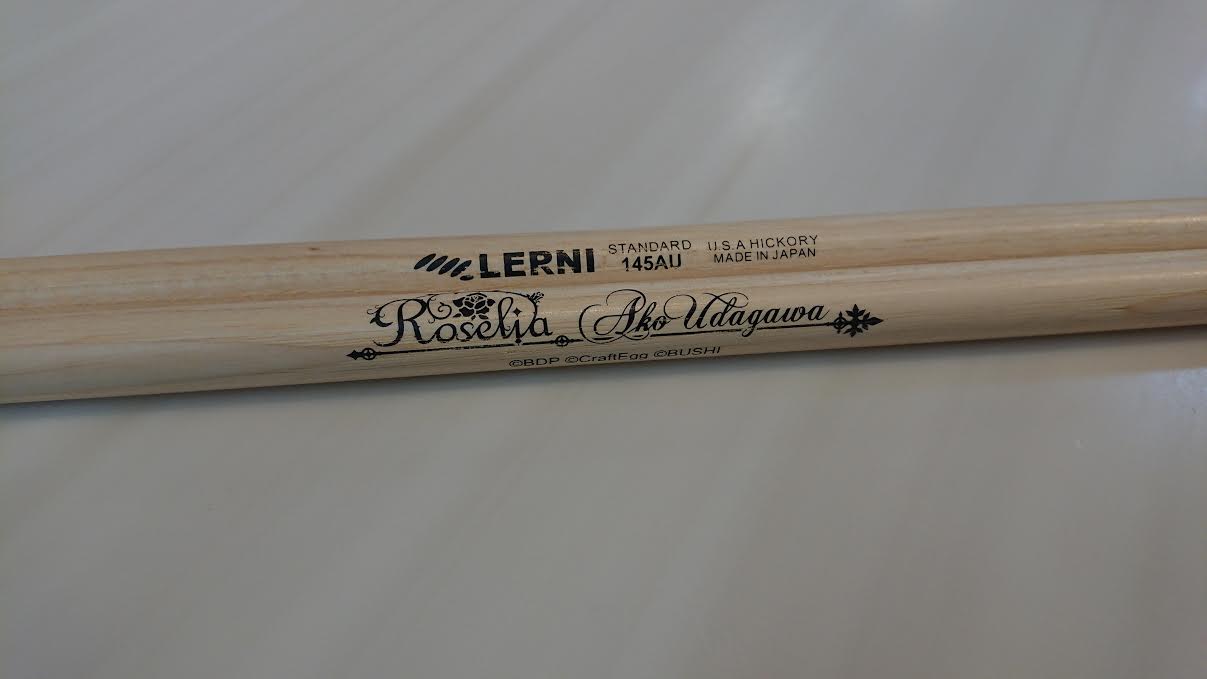 LERNI STANDARD 145AU U.S.A HICKORY MADE IN JAPAN
Roselia Ako Udagawa
©BDP ©CraftEgg ©BUSHI